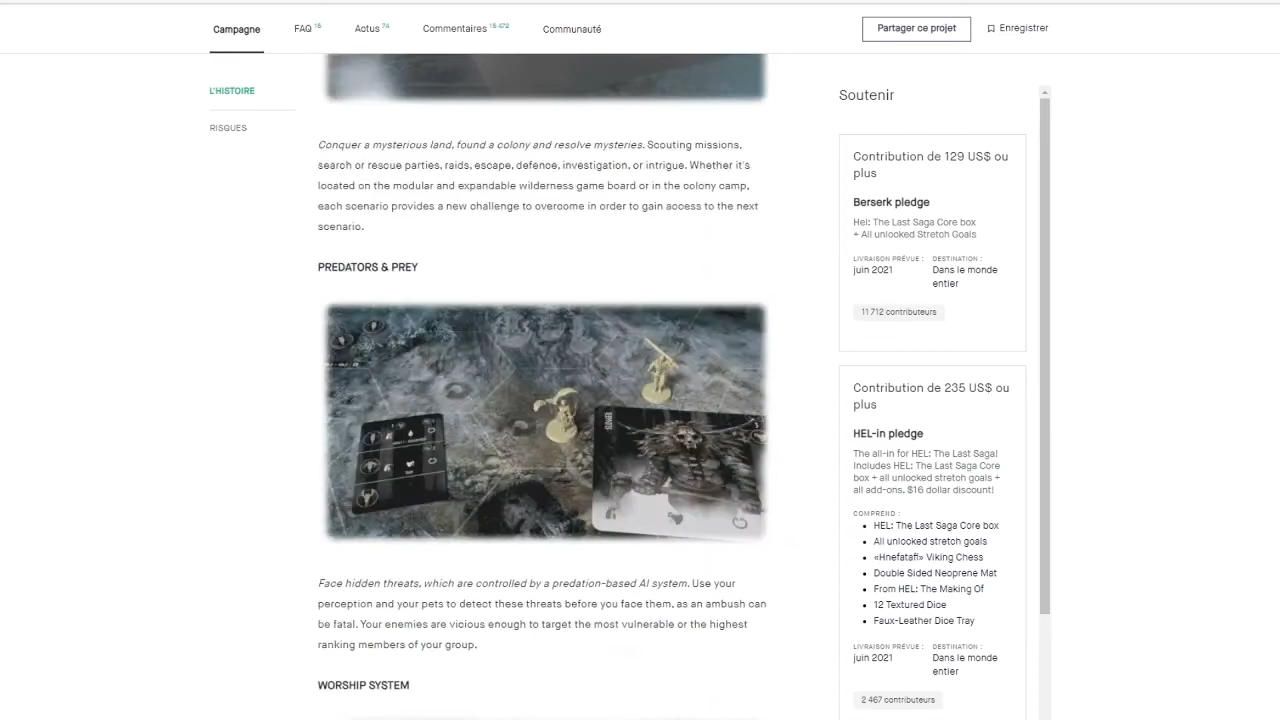 Campagne
FAQ 16
Actus 74
Commentaires 15 472
Communauté
Partager ce projet
Enregistrer
L'HISTOIRE
RISQUES
Conquer a mysterious land, found a colony and resolve mysteries. Scouting missions,
search or rescue parties, raids, escape, defence, investigation, or intrigue. Whether it's
located on the modular and expandable wilderness game board or in the colony camp,
each scenario provides a new challenge to overcome in order to gain access to the next
scenario.
PREDATORS & PREY
Face hidden threats, which are controlled by a predation-based AI system. Use your
perception and your pets to detect these threats before you face them, as an ambush can
be fatal. Your enemies are vicious enough to target the most vulnerable or the highest
ranking members of your group.
WORSHIP SYSTEM
Soutenir
Contribution de 129 US$ ou
plus
Berserk pledge
Hel: The Last Saga Core box
+ All unlocked Stretch Goals
LIVRAISON PRÉVUE :
juin 2021
DESTINATION :
Dans le monde
entier
11 712 contributeurs
Contribution de 235 US$ ou
plus
HEL-in pledge
The all-in for HEL: The Last Saga!
Includes HEL: The Last Saga Core
box + all unlocked stretch goals +
all add-ons. $16 dollar discount!
COMPREND :
• HEL: The Last Saga Core box
• All unlocked stretch goals
• «Hnefatafl» Viking Chess
• Double Sided Neoprene Mat
• From HEL: The Making Of
• 12 Textured Dice
• Faux-Leather Dice Tray
LIVRAISON PRÉVUE :
juin 2021
DESTINATION :
Dans le monde
entier
2 467 contributeurs